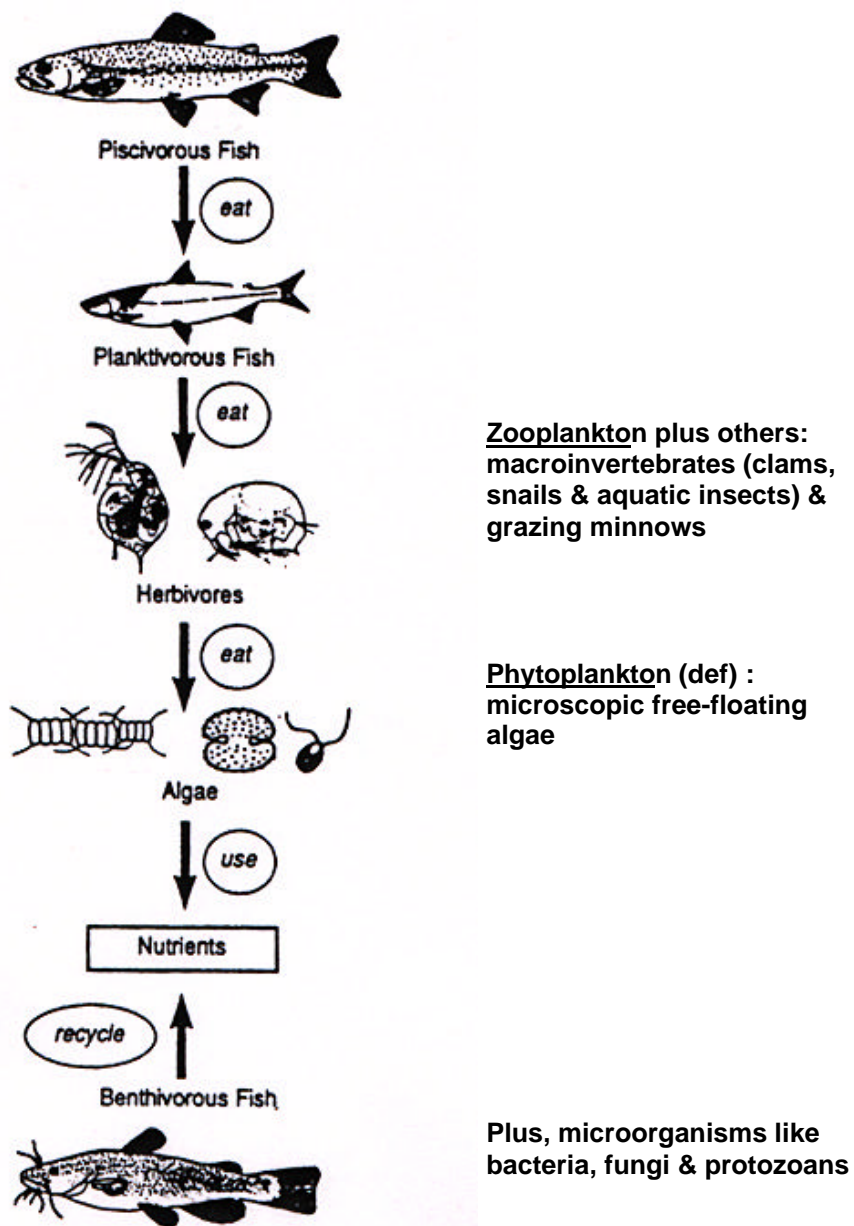 Piscivorous Fish
eat
Planktivorous Fish
eat
Zooplankton plus others:
macroinvertebrates (clams,
snails & aquatic insects) &
grazing minnows
Herbivores
eat
Phytoplankton (def) :
microscopic free-floating
algae
Algae
use
Nutrients
recycle
Benthivorous Fish
Plus, microorganisms like
bacteria, fungi & protozoans